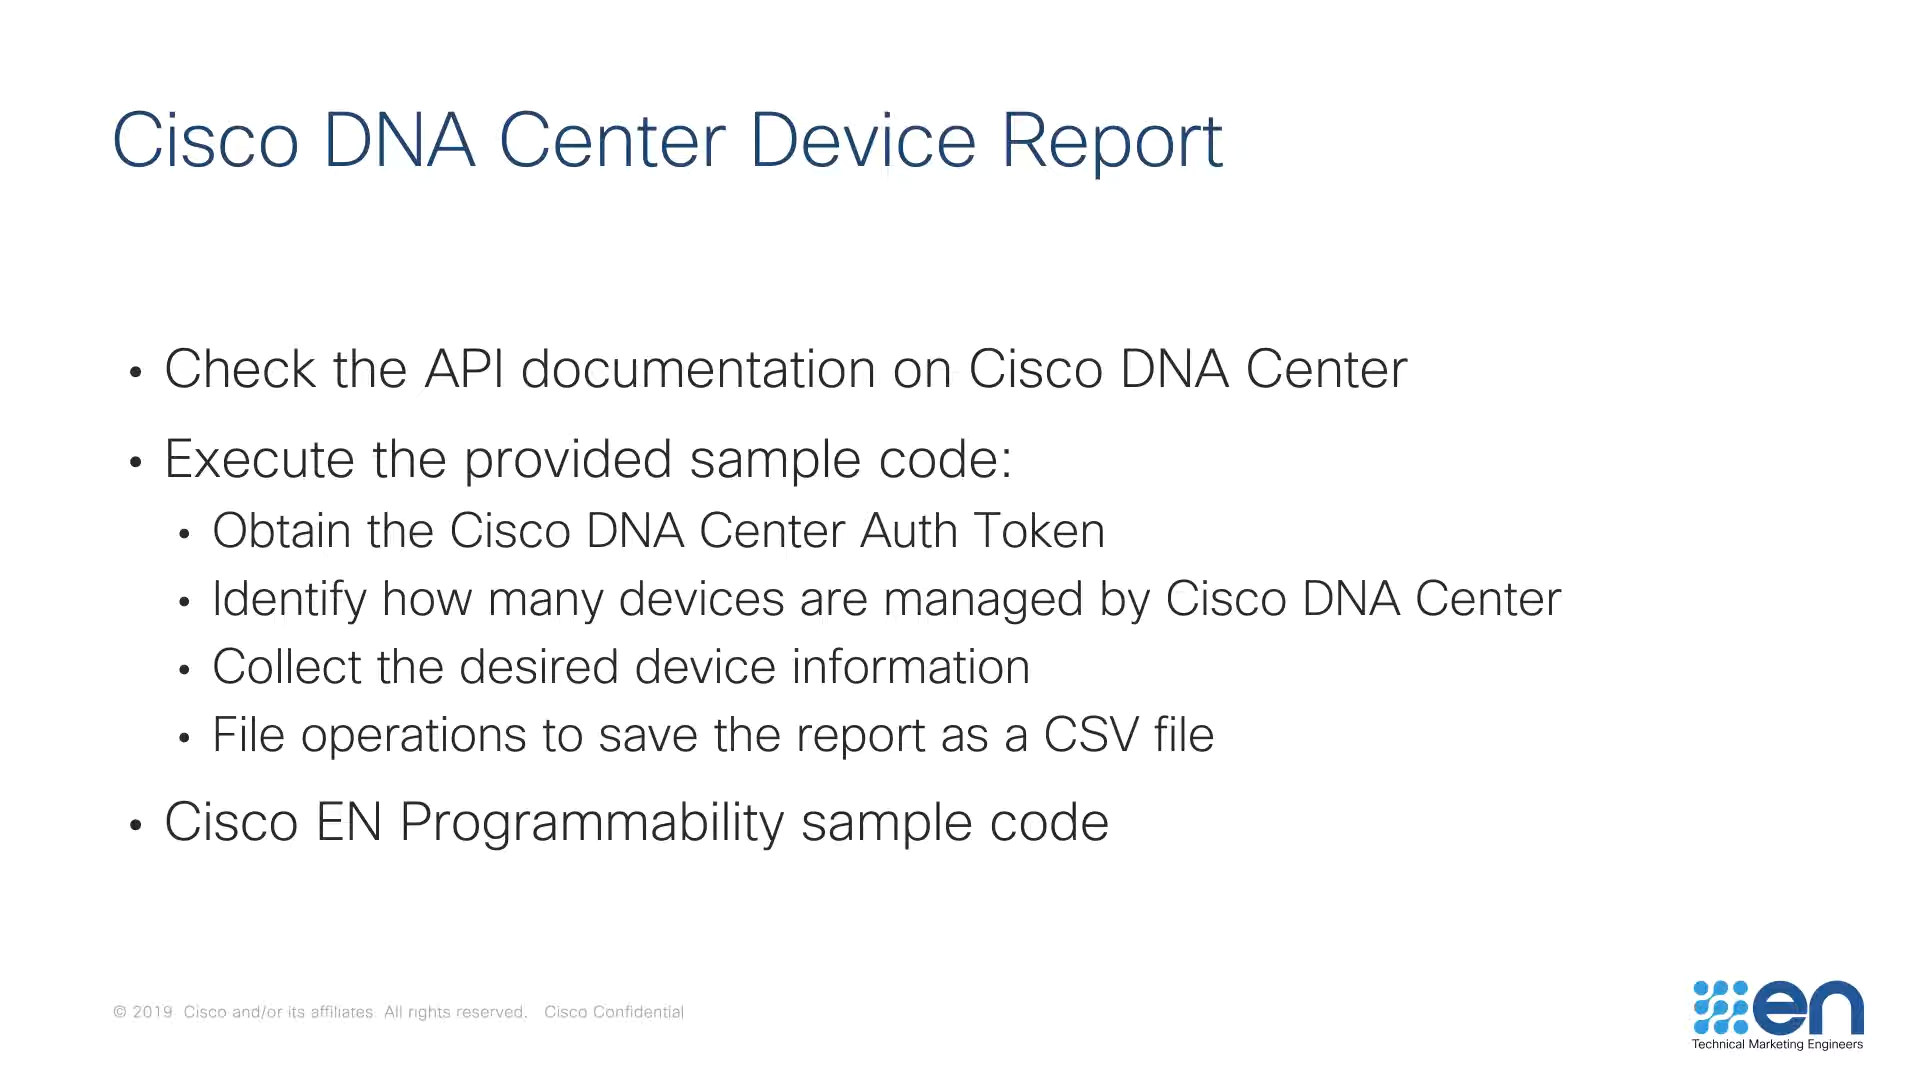 Cisco DNA Center Device Report
• Check the API documentation on Cisco DNA Center
• Execute the provided sample code:
• Obtain the Cisco DNA Center Auth Token
• Identify how many devices are managed by Cisco DNA Center
• Collect the desired device information
• File operations to save the report as a CSV file
• Cisco EN Programmability sample code
© 2019 Cisco and/or its affiliates. All rights reserved. Cisco Confidential
en
Technical Marketing Engineers